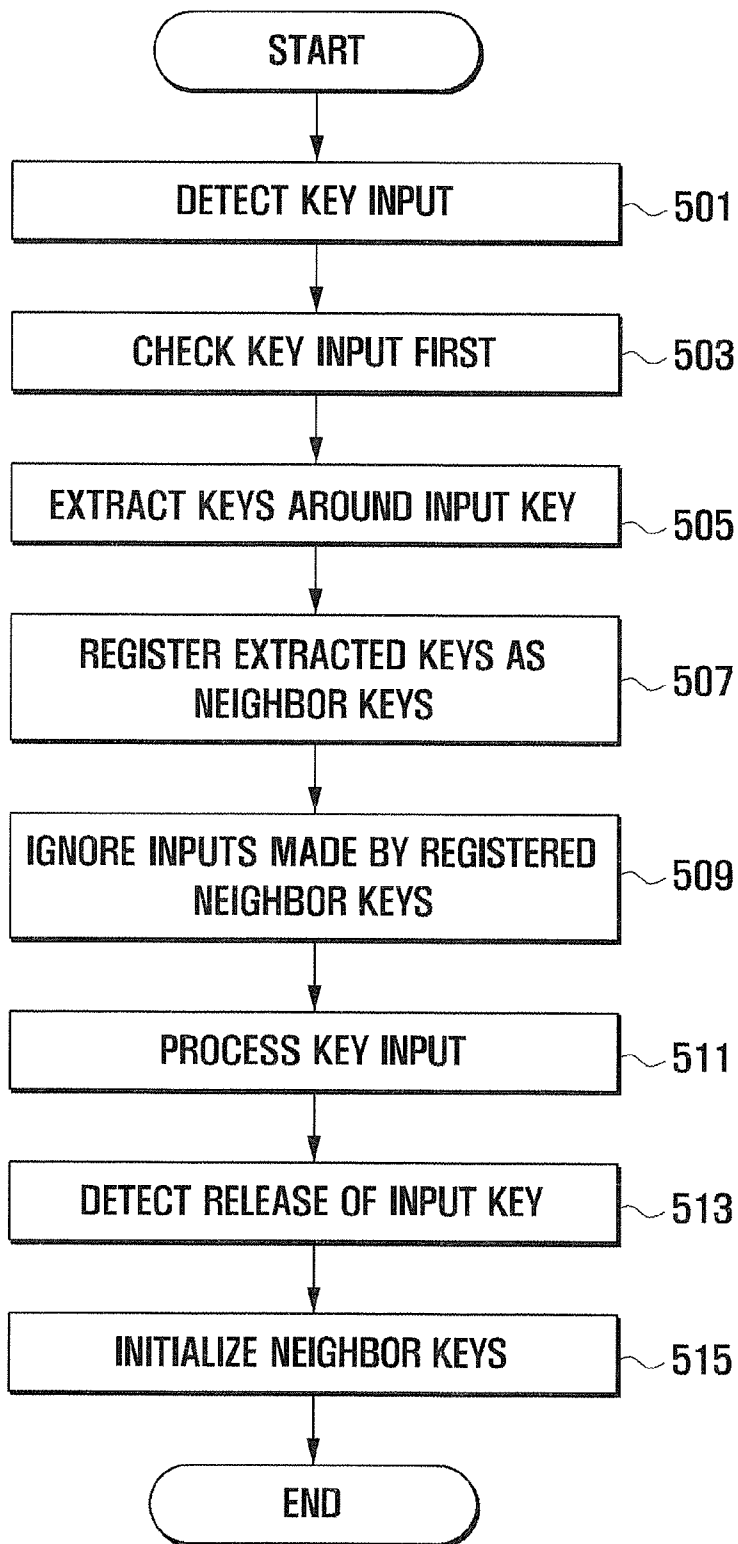 START
DETECT KEY INPUT
501
CHECK KEY INPUT FIRST
503
EXTRACT KEYS AROUND INPUT KEY
505
REGISTER EXTRACTED KEYS AS
NEIGHBOR KEYS
507
IGNORE INPUTS MADE BY REGISTERED
NEIGHBOR KEYS
509
PROCESS KEY INPUT
511
DETECT RELEASE OF INPUT KEY
513
INITIALIZE NEIGHBOR KEYS
515
END